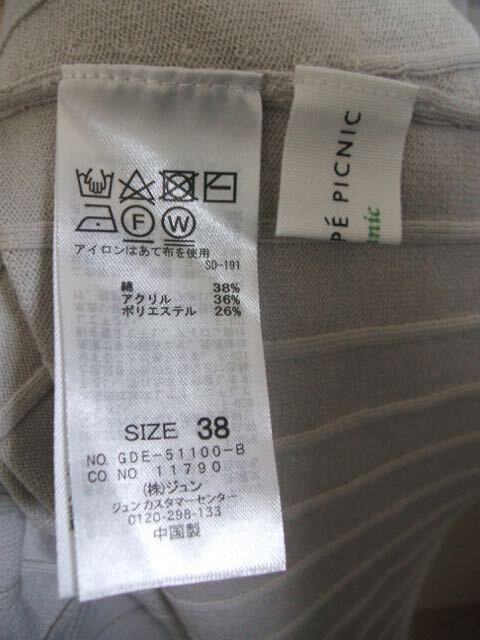 F W
アイロンはあて布を使用
SD-191
綿 38%
アクリル 36%
ポリエステル 26%
SIZE 38
NO. GDE-51100-B
CO. NO 11790
(株)ジュン
ジュンカスタマーセンター
0120-298-133
中国製
PÉ PICNIC
nic